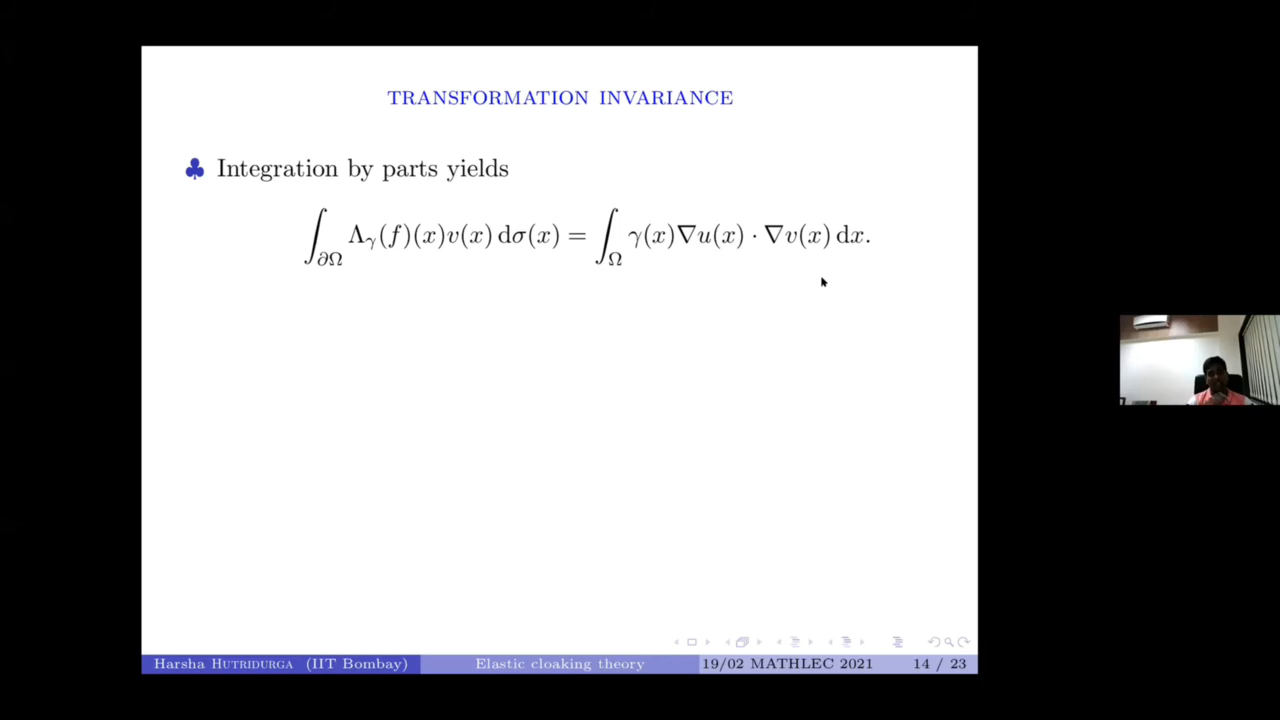 TRANSFORMATION INVARIANCE
♣ Integration by parts yields
∫_{∂Ω} Λ_γ(f)(x)v(x) dσ(x) = ∫_Ω γ(x)∇u(x) · ∇v(x) dx.
Harsha HUTRIDURGA (IIT Bombay) Elastic cloaking theory 19/02 MATHLEC 2021 14 / 23